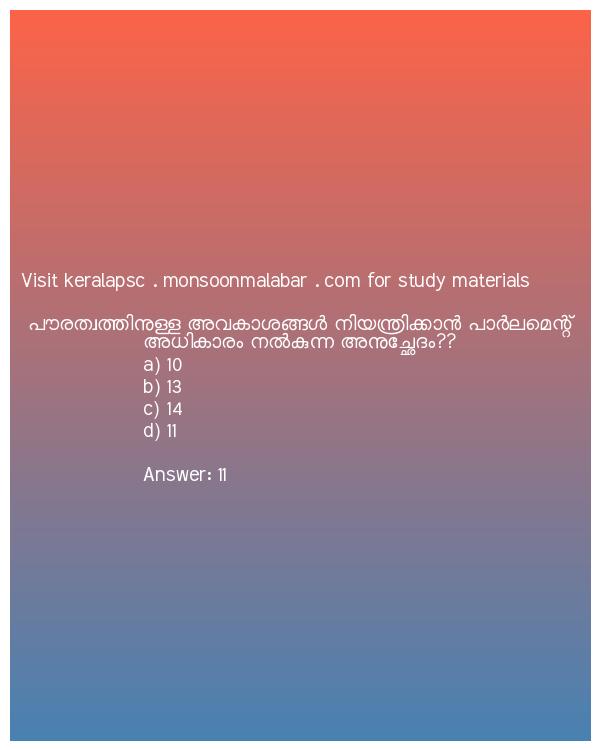 Visit keralapsc . monsoonmalabar . com for study materials
പൗരത്വത്തിനുള്ള അവകാശങ്ങൾ നിയന്ത്രിക്കാൻ പാർലമെന്റ്
അധികാരം നൽകുന്ന അനുച്ഛേദം??
a) 10
b) 13
c) 14
d) 11
Answer: 11